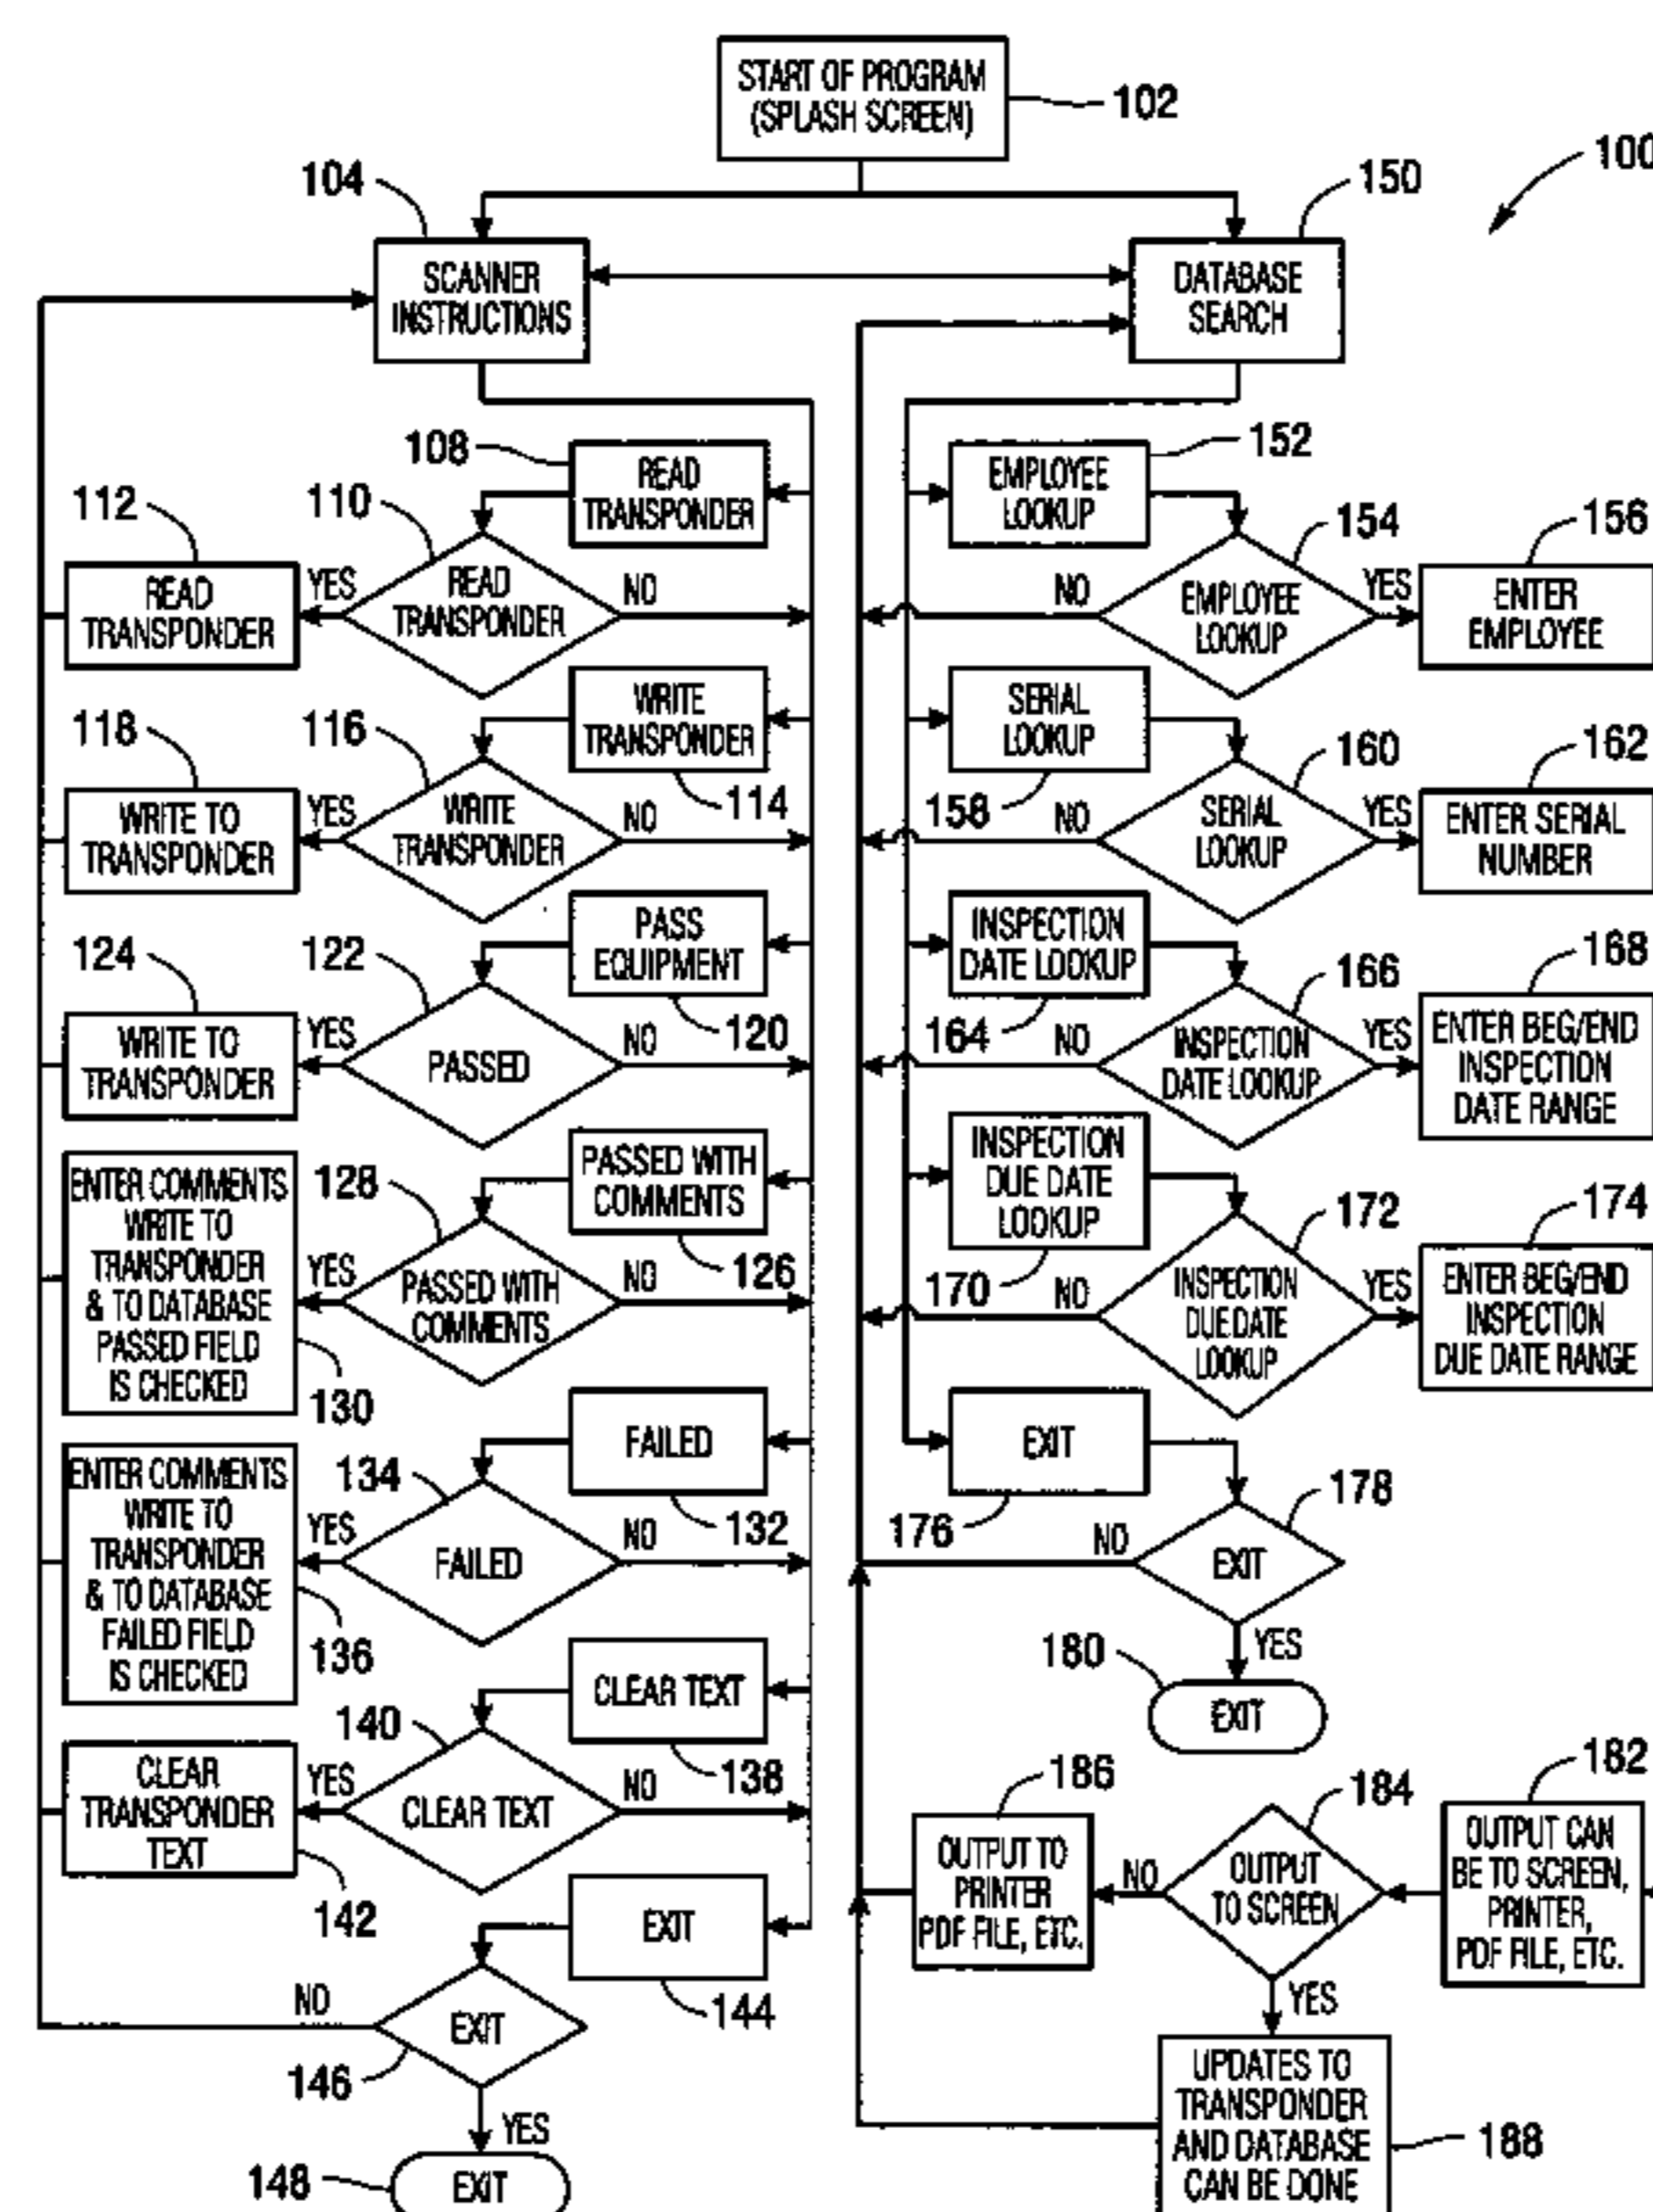 START OF PROGRAM
(SPLASH SCREEN)
102
100
104
150
SCANNER
INSTRUCTIONS
DATABASE
SEARCH
108
READ
TRANSPONDER
EMPLOYEE
LOOKUP
152
112
110
READ
TRANSPONDER
YES
READ
TRANSPONDER
NO
NO
EMPLOYEE
LOOKUP
154
YES
156
ENTER
EMPLOYEE
118
116
WRITE
TRANSPONDER
114
WRITE TO
TRANSPONDER
YES
WRITE
TRANSPONDER
NO
SERIAL
LOOKUP
158
NO
SERIAL
LOOKUP
160
YES
162
ENTER SERIAL
NUMBER
124
122
PASS
EQUIPMENT
120
WRITE TO
TRANSPONDER
YES
PASSED
NO
INSPECTION
DATE LOOKUP
164
NO
INSPECTION
DATE LOOKUP
166
YES
168
ENTER BEG/END
INSPECTION
DATE RANGE
128
PASSED WITH
COMMENTS
126
ENTER COMMENTS
WRITE TO
TRANSPONDER
& TO DATABASE
PASSED FIELD
IS CHECKED
130
YES
PASSED WITH
COMMENTS
NO
INSPECTION
DUE DATE
LOOKUP
170
NO
INSPECTION
DUE DATE
LOOKUP
172
YES
174
ENTER BEG/END
INSPECTION
DUE DATE RANGE
134
FAILED
132
ENTER COMMENTS
WRITE TO
TRANSPONDER
& TO DATABASE
FAILED FIELD
IS CHECKED
136
YES
FAILED
NO
EXIT
176
NO
EXIT
178
YES
180
EXIT
140
CLEAR TEXT
138
CLEAR
TRANSPONDER
TEXT
142
YES
CLEAR TEXT
NO
186
OUTPUT TO
PRINTER
PDF FILE, ETC.
NO
184
OUTPUT
TO SCREEN
182
OUTPUT CAN
BE TO SCREEN,
PRINTER,
PDF FILE, ETC.
EXIT
144
NO
EXIT
146
YES
148
EXIT
YES
UPDATES TO
TRANSPONDER
AND DATABASE
CAN BE DONE
188